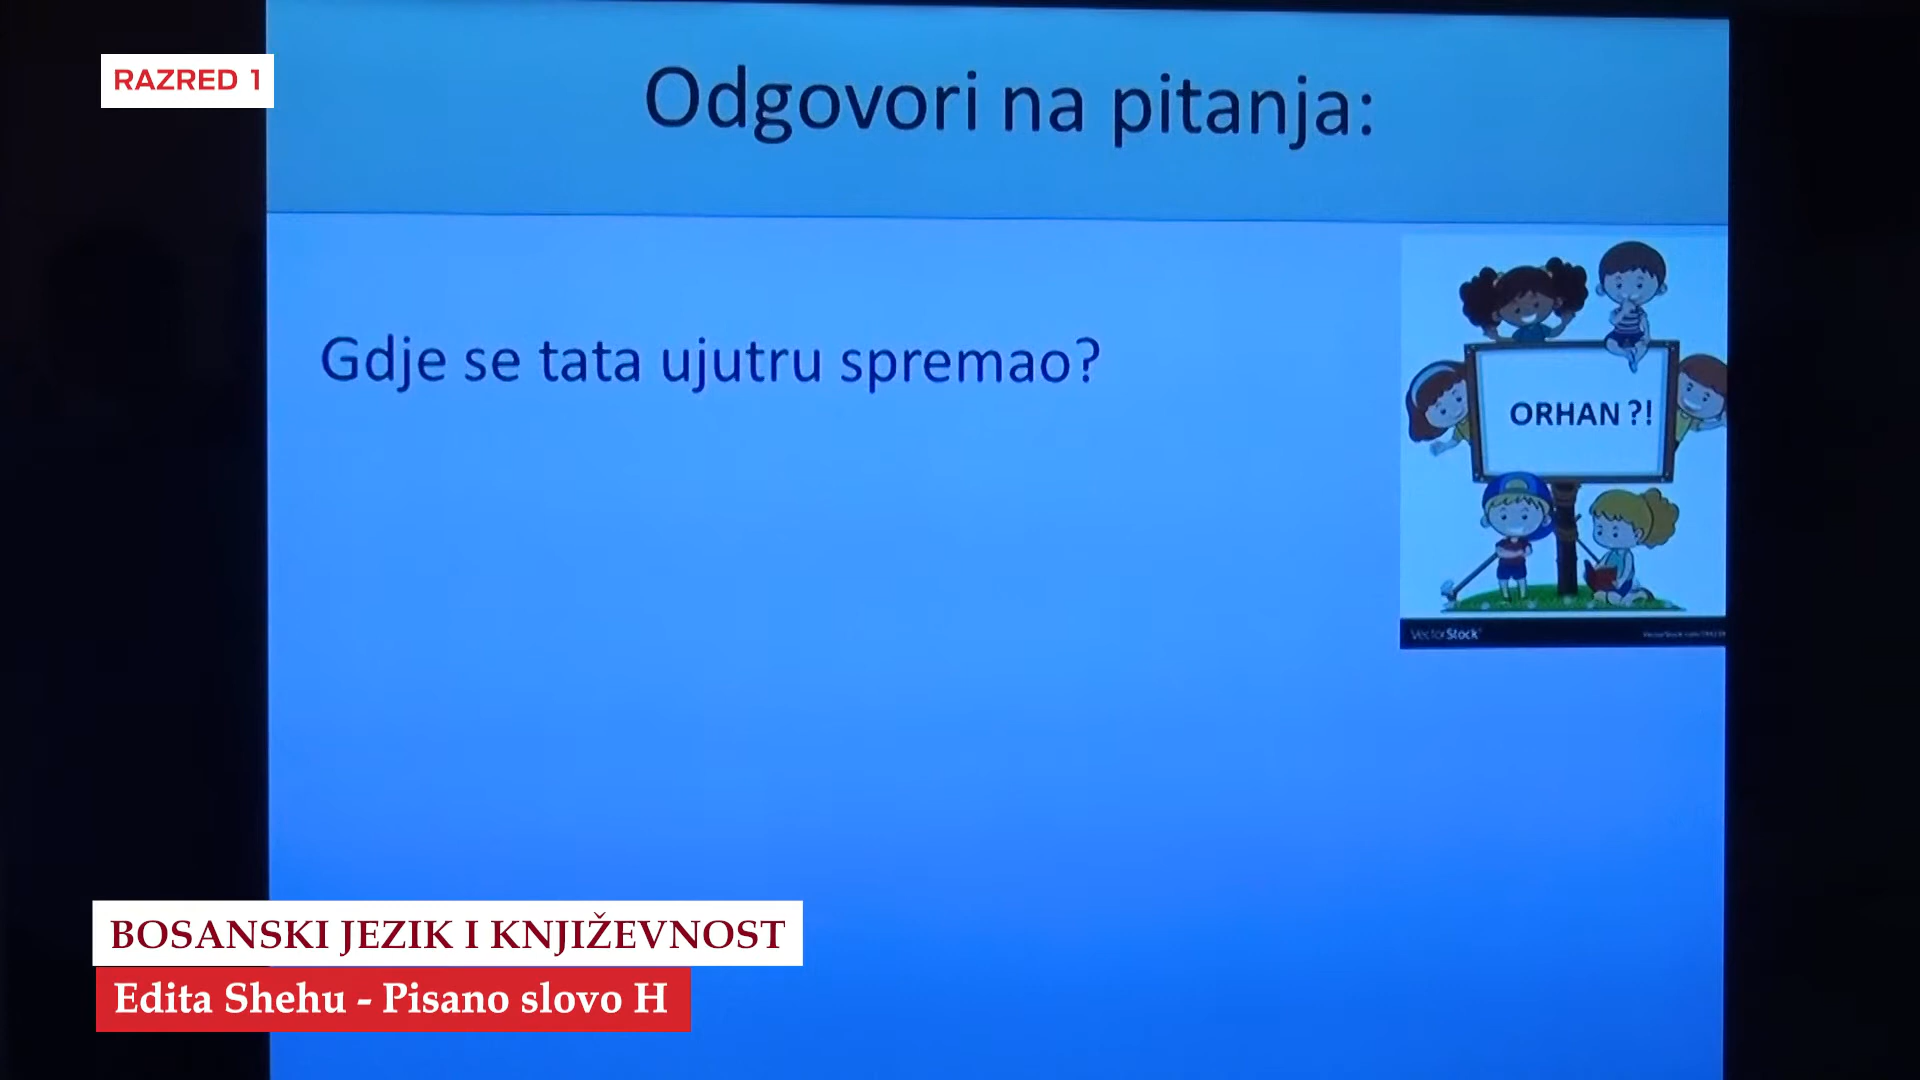 RAZRED 1
Odgovori na pitanja:
Gdje se tata ujutru spremao?
ORHAN ?!
VectorStock
BOSANSKI JEZIK I KNJIŽEVNOST
Edita Shehu - Pisano slovo H